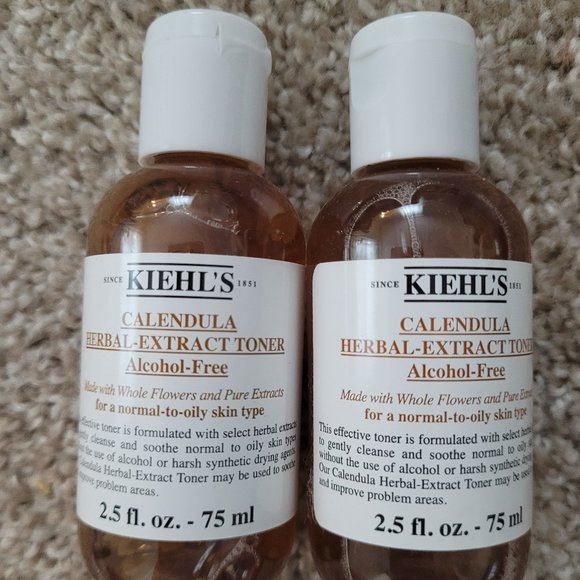 SINCE KIEHL'S 1851
CALENDULA
HERBAL-EXTRACT TONER
Alcohol-Free
Made with Whole Flowers and Pure Extracts
for a normal-to-oily skin type
effective toner is formulated with select herbal extracts
gently cleanse and soothe normal to oily skin types
the use of alcohol or harsh synthetic drying agents.
Calendula Herbal-Extract Toner may be used to soothe
improve problem areas.
2.5 fl. oz. - 75 ml
SINCE KIEHL'S 1851
CALENDULA
HERBAL-EXTRACT TONER
Alcohol-Free
Made with Whole Flowers and Pure Extracts
for a normal-to-oily skin type
This effective toner is formulated with select herbal
to gently cleanse and soothe normal to oily skin
without the use of alcohol or harsh synthetic drying
Our Calendula Herbal-Extract Toner may be used
and improve problem areas.
2.5 fl. oz. - 75 ml